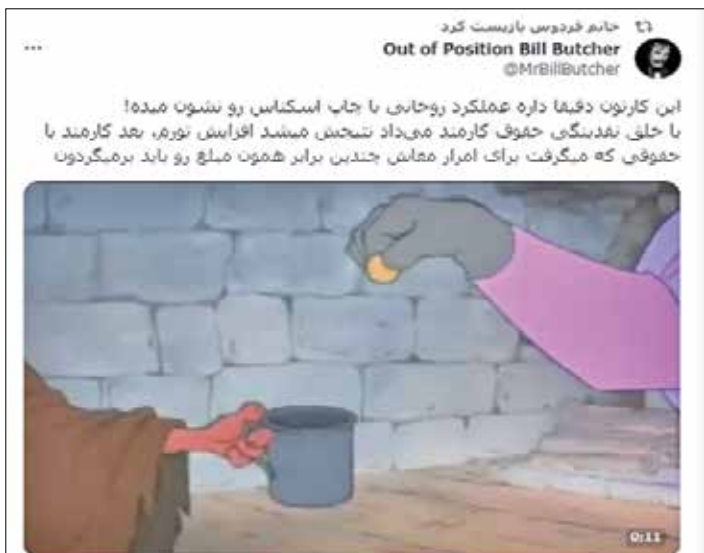 خانم فردوس بازپست کرد
Out of Position Bill Butcher
@MrBillButcher
این کارتون دقیقا داره عملکرد روحانی با چاپ اسکناس رو نشون میده!
با خلق نقدینگی حقوق کارمند می‌داد نتیجش میشد افزایش تورم، بعد کارمند با
حقوقی که میگرفت برای امرار معاش چندین برابر همون مبلغ رو باید برمیگردون
0:11